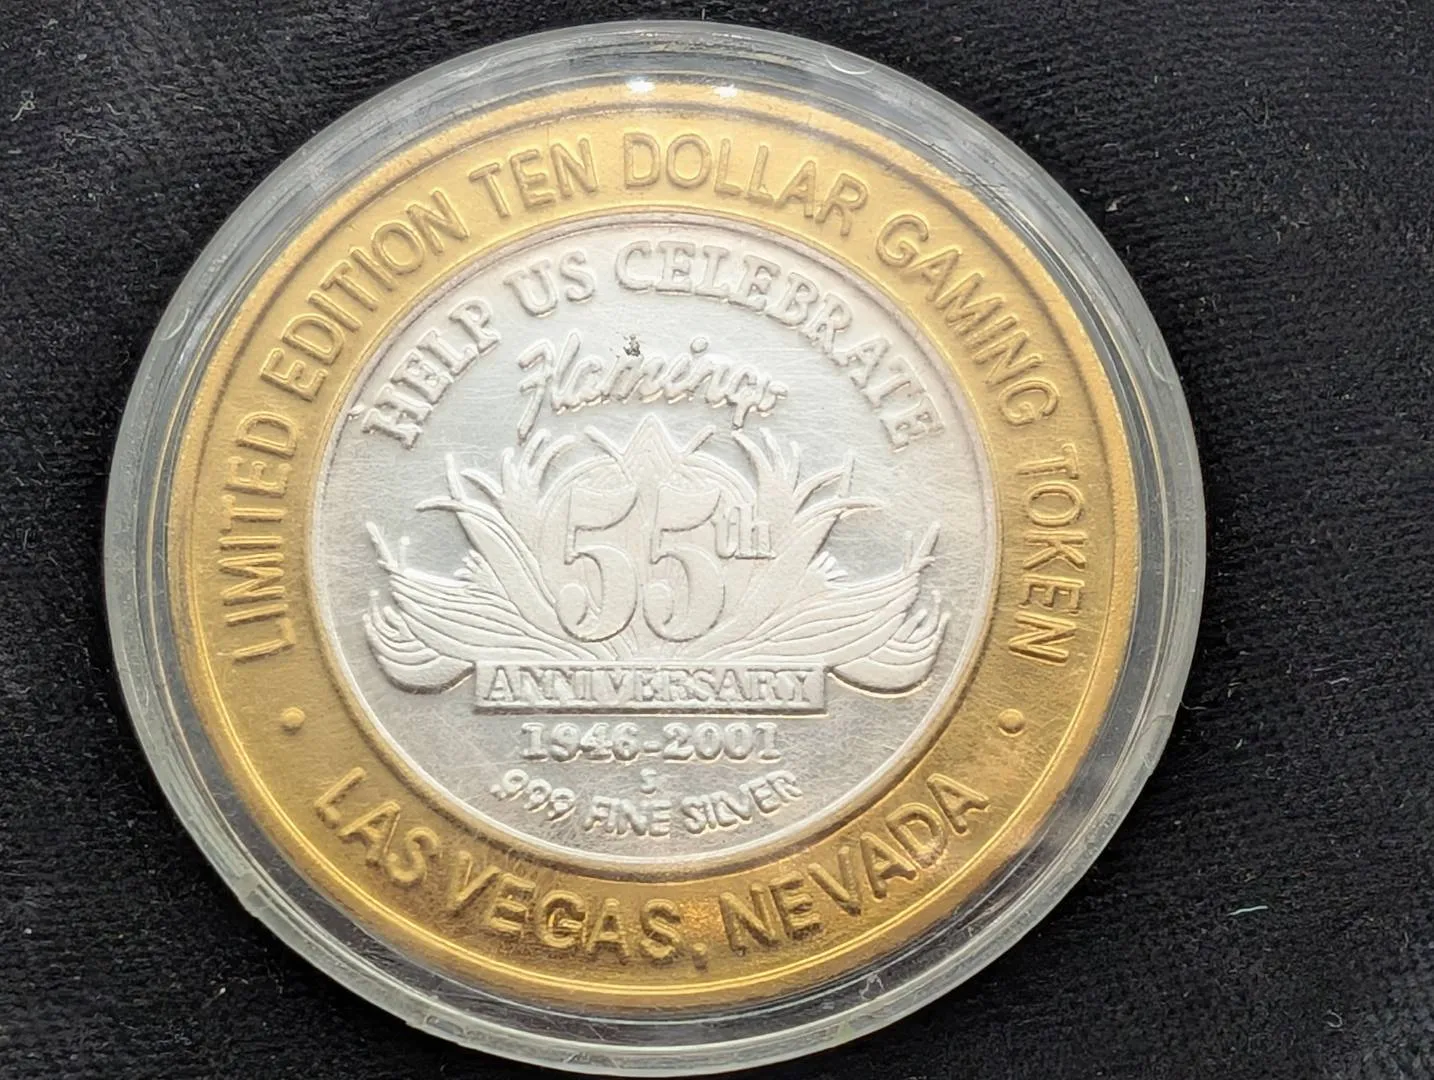 LIMITED EDITION TEN DOLLAR GAMING TOKEN
HELP US CELEBRATE
Flamingo
55th
ANNIVERSARY
1946-2001
S
.999 FINE SILVER
• LAS VEGAS, NEVADA •